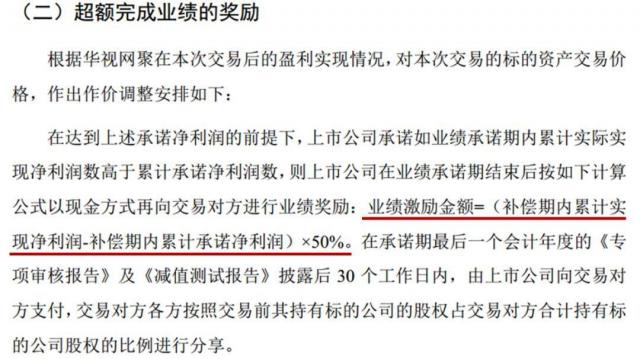 （二）超额完成业绩的奖励
根据华视网聚在本次交易后的盈利实现情况，对本次交易的标的资产交易价
格，作出作价调整安排如下：
在达到上述承诺净利润的前提下，上市公司承诺如业绩承诺期内累计实际实
现净利润数高于累计承诺净利润数，则上市公司在业绩承诺期结束后按如下计算
公式以现金方式再向交易对方进行业绩奖励：业绩激励金额=（补偿期内累计实
现净利润-补偿期内累计承诺净利润）×50%。在承诺期最后一个会计年度的《专
项审核报告》及《减值测试报告》披露后 30 个工作日内，由上市公司向交易对
方支付，交易对方各方按照交易前其持有标的公司的股权占交易对方合计持有标
的公司股权的比例进行分享。